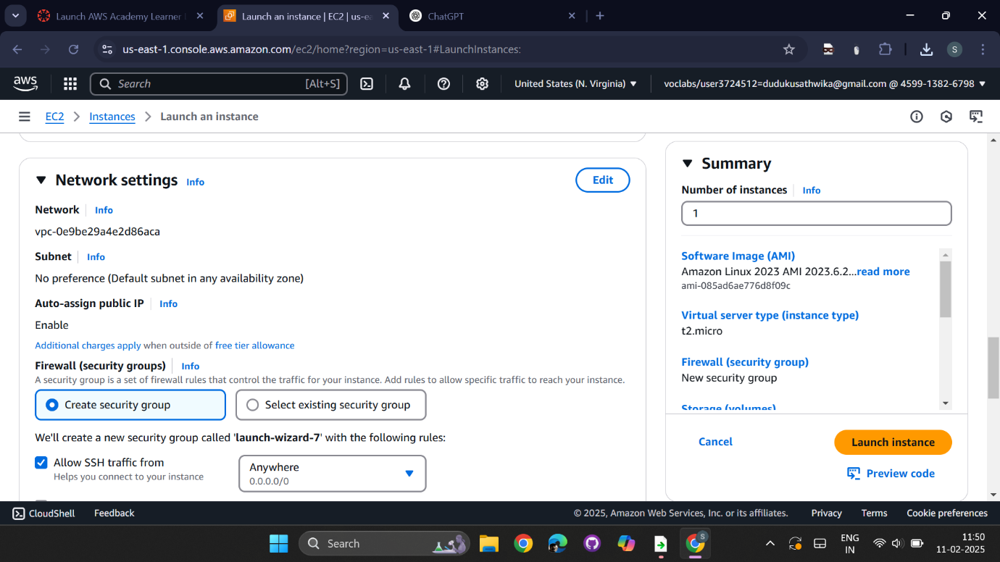 Launch AWS Academy Learner
Launch an instance | EC2 | us-ea
ChatGPT
us-east-1.console.aws.amazon.com/ec2/home?region=us-east-1#LaunchInstances:
S
aws
Search [Alt+S]
United States (N. Virginia)
voclabs/user3724512=dudukusathwika@gmail.com @ 4599-1382-6798
EC2 > Instances > Launch an instance
Network settings Info
Edit
Network Info
vpc-0e9be29a4e2d86aca
Subnet Info
No preference (Default subnet in any availability zone)
Auto-assign public IP Info
Enable
Additional charges apply when outside of free tier allowance
Firewall (security groups) Info
A security group is a set of firewall rules that control the traffic for your instance. Add rules to allow specific traffic to reach your instance.
Create security group
Select existing security group
We'll create a new security group called 'launch-wizard-7' with the following rules:
Allow SSH traffic from
Helps you connect to your instance
Anywhere
0.0.0.0/0
Summary
Number of instances Info
1
Software Image (AMI)
Amazon Linux 2023 AMI 2023.6.2...read more
ami-085ad6ae776d8f09c
Virtual server type (instance type)
t2.micro
Firewall (security group)
New security group
Storage (volumes)
Cancel
Launch instance
Preview code
CloudShell
Feedback
© 2025, Amazon Web Services, Inc. or its affiliates.
Privacy
Terms
Cookie preferences
Search
S
ENG
IN
11:50
11-02-2025